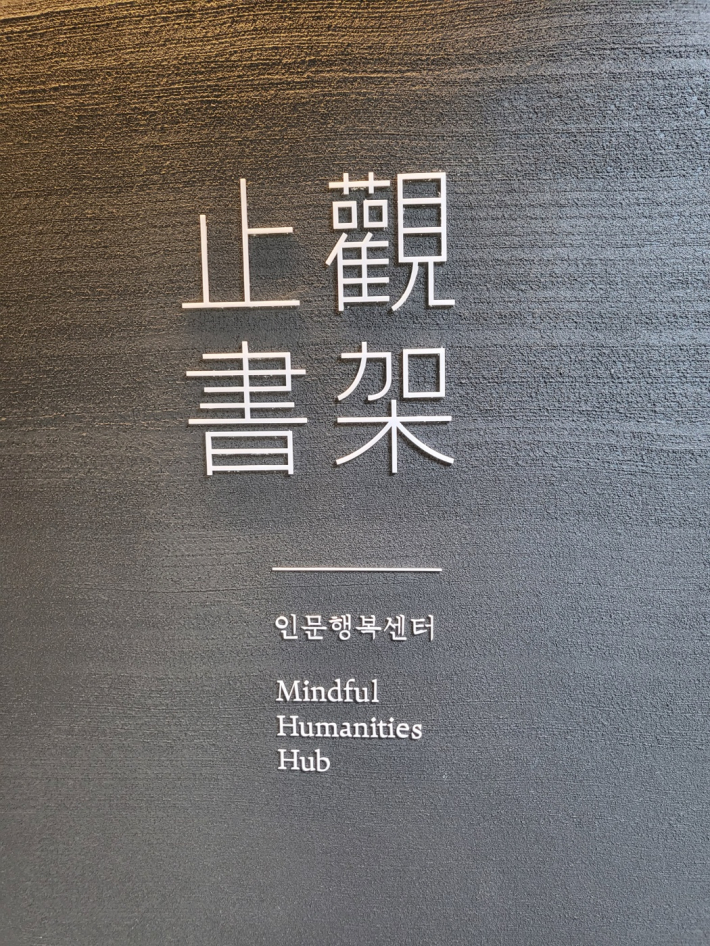 止觀
書架
인문행복센터
Mindful
Humanities
Hub